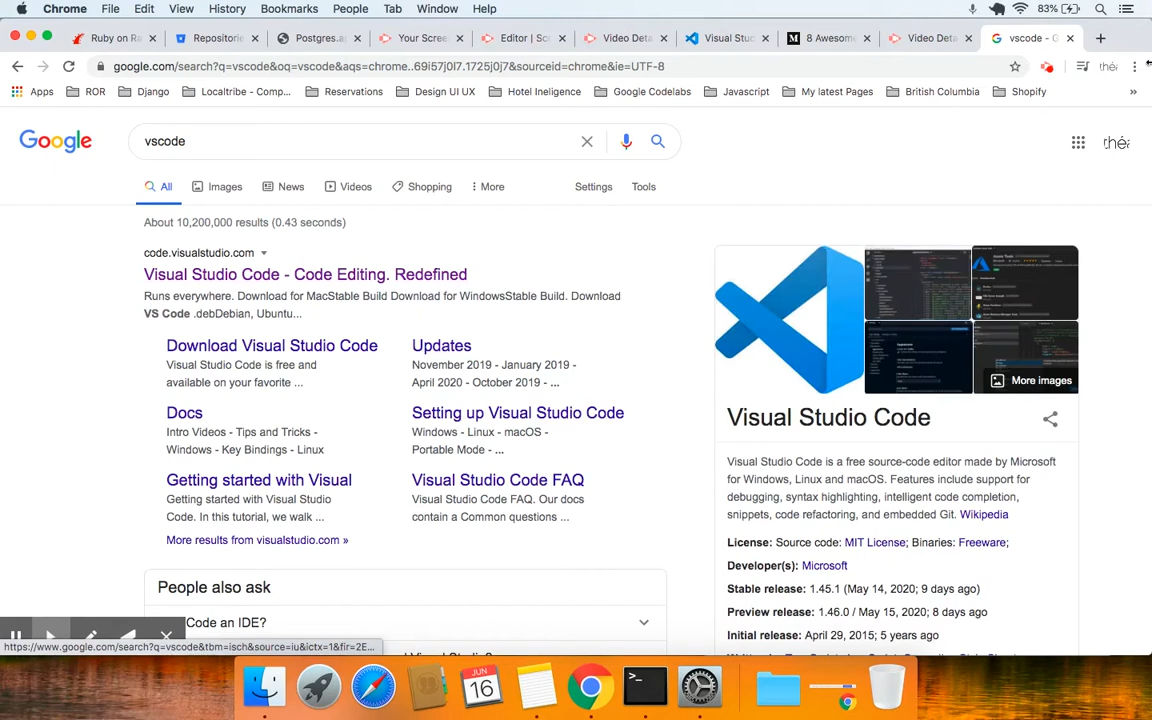 Chrome File Edit View History Bookmarks People Tab Window Help 83%
Ruby on Ra Repositorie Postgres.a Your Scree Editor | Sc Video Deta Visual Stud 8 Awesom Video Deta vscode - G
google.com/search?q=vscode&oq=vscode&aqs=chrome..69i57j0l7.1725j0j7&sourceid=chrome&ie=UTF-8 thé
Apps ROR Django Localtribe - Comp... Reservations Design UI UX Hotel Ineligence Google Codelabs Javascript My latest Pages British Columbia Shopify »
Google vscode thé
All Images News Videos Shopping More Settings Tools
About 10,200,000 results (0.43 seconds)
code.visualstudio.com
Visual Studio Code - Code Editing. Redefined
Runs everywhere. Download for MacStable Build Download for WindowsStable Build. Download
VS Code .debDebian, Ubuntu...
Download Visual Studio Code
Visual Studio Code is free and
available on your favorite ...
Updates
November 2019 - January 2019 -
April 2020 - October 2019 - ...
Docs
Intro Videos - Tips and Tricks -
Windows - Key Bindings - Linux
Setting up Visual Studio Code
Windows - Linux - macOS -
Portable Mode - ...
Getting started with Visual
Getting started with Visual Studio
Code. In this tutorial, we walk ...
Visual Studio Code FAQ
Visual Studio Code FAQ. Our docs
contain a Common questions ...
More results from visualstudio.com »
People also ask
Code an IDE?
More images
Visual Studio Code
Visual Studio Code is a free source-code editor made by Microsoft
for Windows, Linux and macOS. Features include support for
debugging, syntax highlighting, intelligent code completion,
snippets, code refactoring, and embedded Git. Wikipedia
License: Source code: MIT License; Binaries: Freeware;
Developer(s): Microsoft
Stable release: 1.45.1 (May 14, 2020; 9 days ago)
Preview release: 1.46.0 / May 15, 2020; 8 days ago
Initial release: April 29, 2015; 5 years ago
https://www.google.com/search?q=vscode&tbm=isch&source=iu&ictx=1&fir=2E...
JUN
16